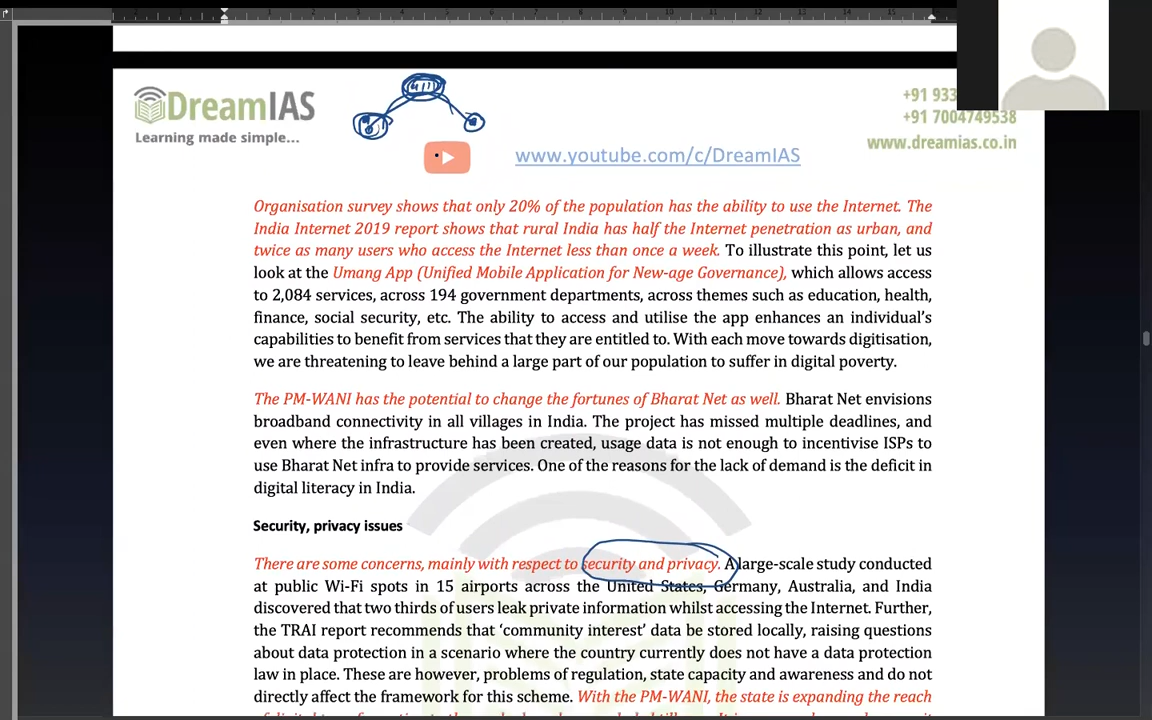 DreamIAS
Learning made simple...
+91 933
+91 7004749538
www.dreamias.co.in
www.youtube.com/c/DreamIAS
Organisation survey shows that only 20% of the population has the ability to use the Internet. The
India Internet 2019 report shows that rural India has half the Internet penetration as urban, and
twice as many users who access the Internet less than once a week. To illustrate this point, let us
look at the Umang App (Unified Mobile Application for New-age Governance), which allows access
to 2,084 services, across 194 government departments, across themes such as education, health,
finance, social security, etc. The ability to access and utilise the app enhances an individual's
capabilities to benefit from services that they are entitled to. With each move towards digitisation,
we are threatening to leave behind a large part of our population to suffer in digital poverty.
The PM-WANI has the potential to change the fortunes of Bharat Net as well. Bharat Net envisions
broadband connectivity in all villages in India. The project has missed multiple deadlines, and
even where the infrastructure has been created, usage data is not enough to incentivise ISPs to
use Bharat Net infra to provide services. One of the reasons for the lack of demand is the deficit in
digital literacy in India.
Security, privacy issues
There are some concerns, mainly with respect to security and privacy. A large-scale study conducted
at public Wi-Fi spots in 15 airports across the United States, Germany, Australia, and India
discovered that two thirds of users leak private information whilst accessing the Internet. Further,
the TRAI report recommends that 'community interest' data be stored locally, raising questions
about data protection in a scenario where the country currently does not have a data protection
law in place. These are however, problems of regulation, state capacity and awareness and do not
directly affect the framework for this scheme. With the PM-WANI, the state is expanding the reach